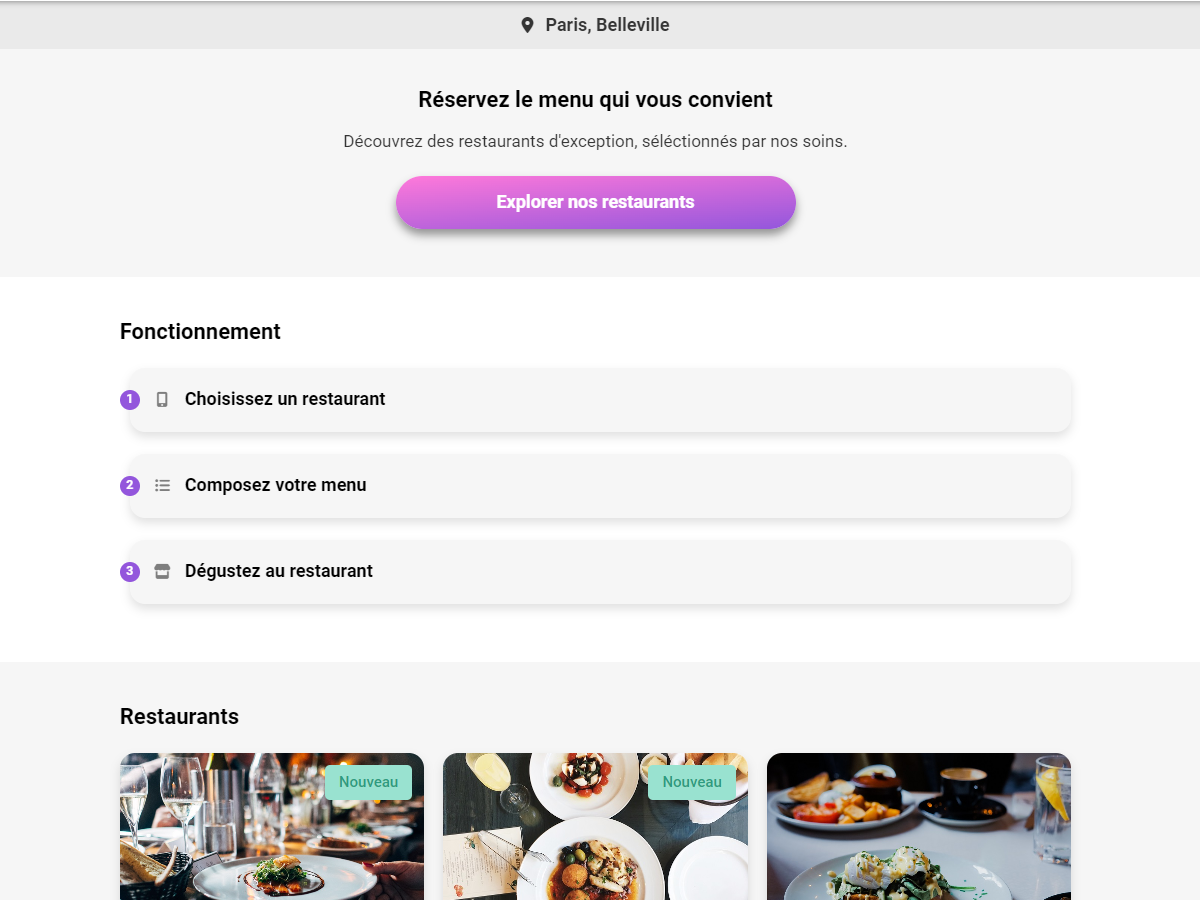 Paris, Belleville
Réservez le menu qui vous convient
Découvrez des restaurants d'exception, séléctionnés par nos soins.
Explorer nos restaurants
Fonctionnement
1 Choisissez un restaurant
2 Composez votre menu
3 Dégustez au restaurant
Restaurants
Nouveau
Nouveau